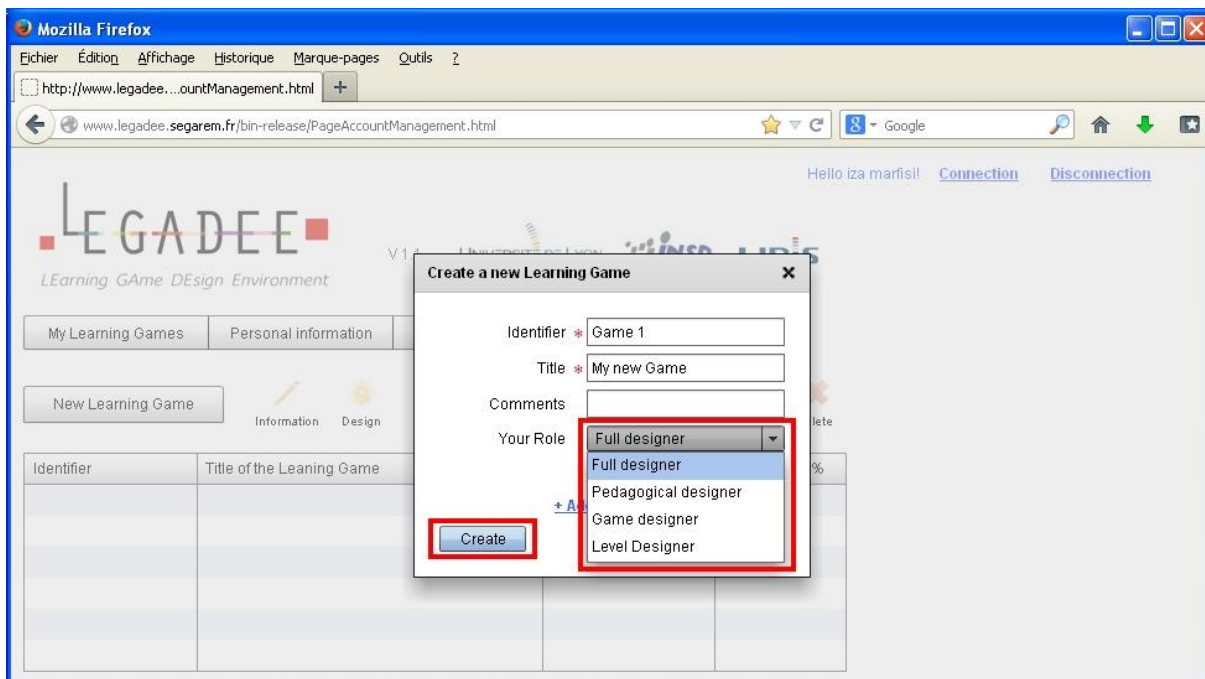 Mozilla Firefox
Fichier Édition Affichage Historique Marque-pages Outils ?
http://www.legadee....ountManagement.html +
www.legadee.segarem.fr/bin-release/PageAccountManagement.html Google
Hello iza marfisi! Connection Disconnection
LEGADEE
V1.1
LEarning GAme DEsign Environment
Create a new Learning Game
My Learning Games Personal information
Identifier * Game 1
Title * My new Game
Comments
New Learning Game
Information Design
Your Role Full designer
Full designer
Pedagogical designer
Game designer
Level Designer
Create
Identifier Title of the Leaning Game %